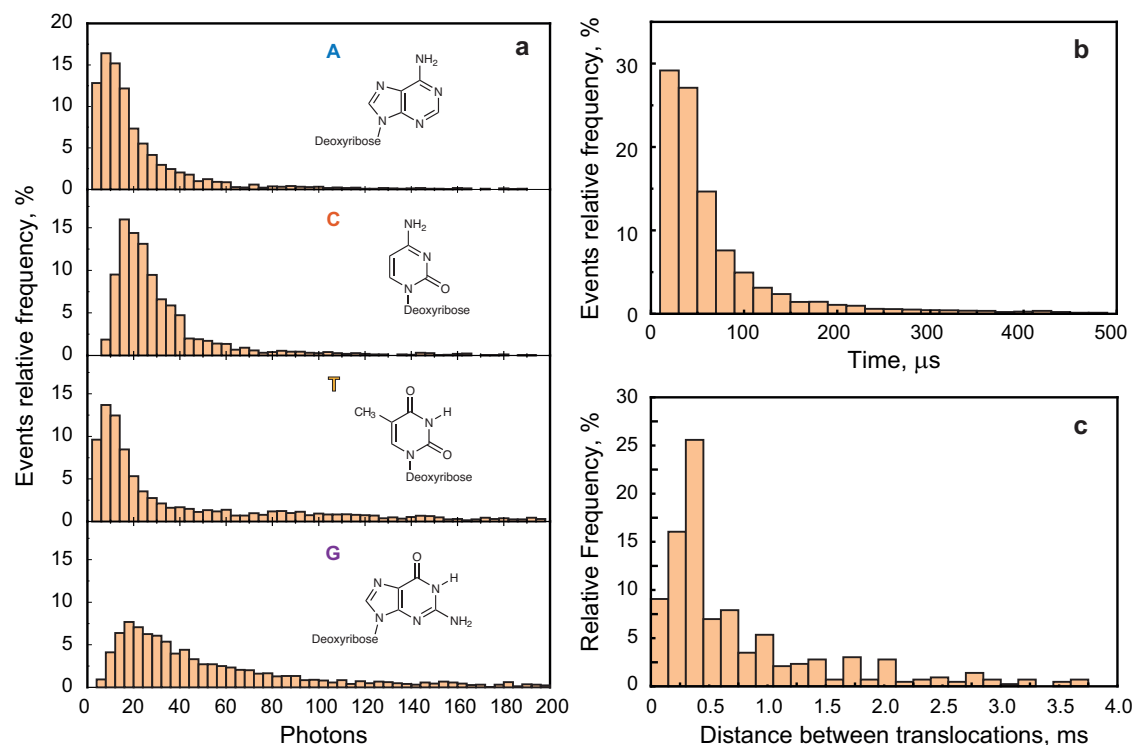 a
Events relative frequency, %
20
15
10
5
0
A
NH₂
N
N
N
N
Deoxyribose
15
10
5
0
C
NH₂
N
N
O
Deoxyribose
15
10
5
0
T
O
CH₃
N
H
N
O
Deoxyribose
15
10
5
0
G
O
N
N
H
N
N
NH₂
Deoxyribose
0 20 40 60 80 100 120 140 160 180 200
Photons
b
Events relative frequency, %
30
20
10
0
0 100 200 300 400 500
Time, μs
c
Relative Frequency, %
30
25
25
20
15
10
5
0
0 0.5 1.0 1.5 2.0 2.5 3.0 4.0
Distance between translocations, ms